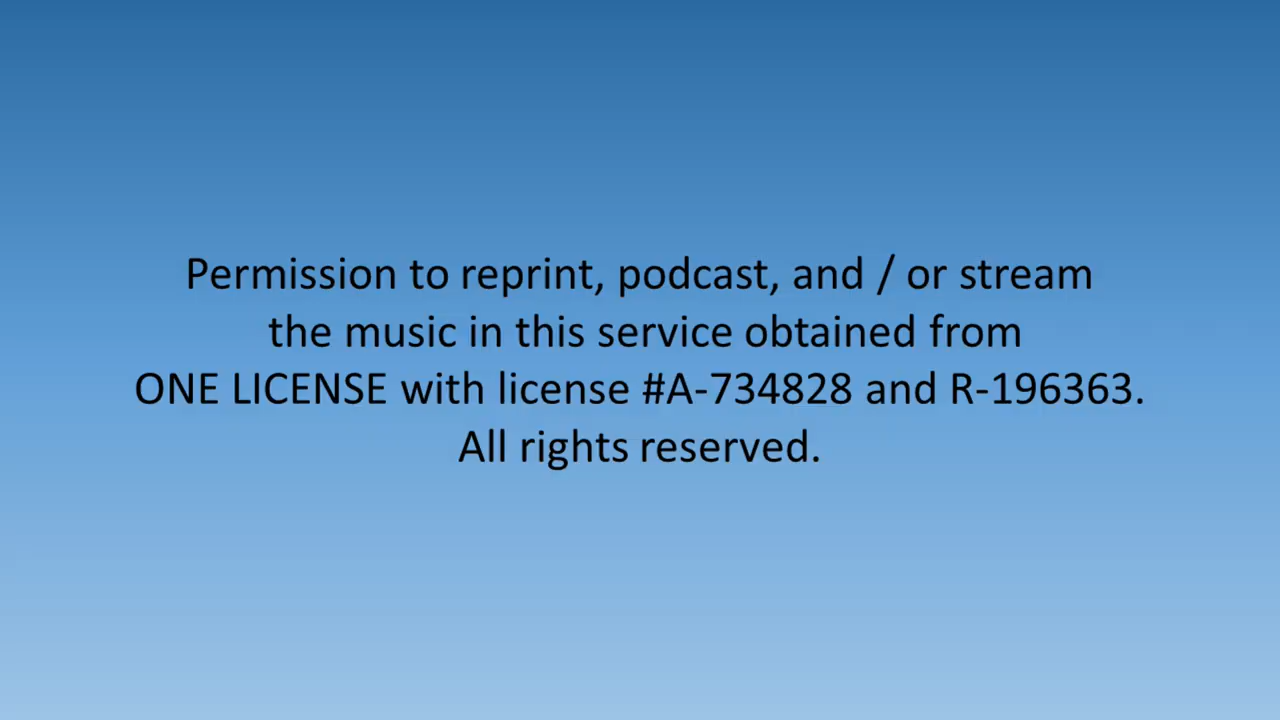 Permission to reprint, podcast, and / or stream
the music in this service obtained from
ONE LICENSE with license #A-734828 and R-196363.
All rights reserved.